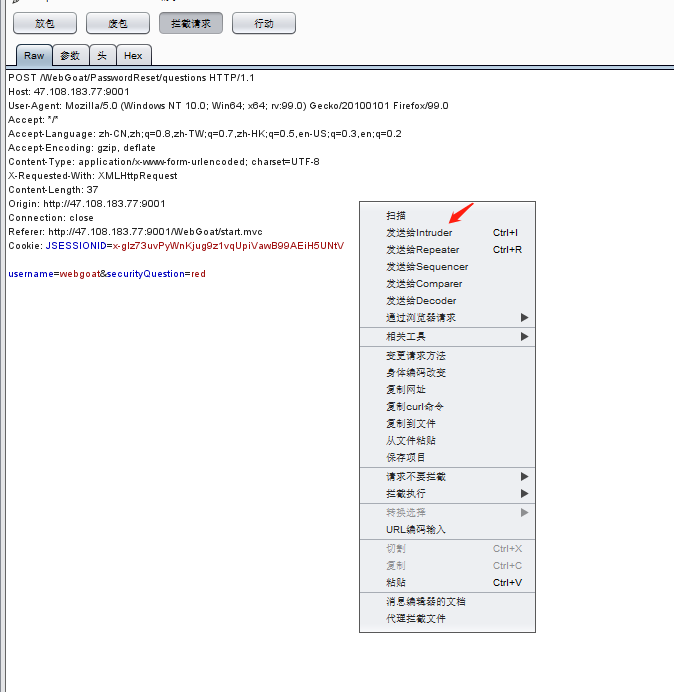 放包 废包 拦截请求 行动
Raw 参数 头 Hex
POST /WebGoat/PasswordReset/questions HTTP/1.1
Host: 47.108.183.77:9001
User-Agent: Mozilla/5.0 (Windows NT 10.0; Win64; x64; rv:99.0) Gecko/20100101 Firefox/99.0
Accept: */*
Accept-Language: zh-CN,zh;q=0.8,zh-TW;q=0.7,zh-HK;q=0.5,en-US;q=0.3,en;q=0.2
Accept-Encoding: gzip, deflate
Content-Type: application/x-www-form-urlencoded; charset=UTF-8
X-Requested-With: XMLHttpRequest
Content-Length: 37
Origin: http://47.108.183.77:9001
Connection: close
Referer: http://47.108.183.77:9001/WebGoat/start.mvc
Cookie: JSESSIONID=x-glz73uvPyWnKjug9z1vqUpiVawB99AEiH5UNtV
username=webgoat&securityQuestion=red
扫描
发送给Intruder Ctrl+I
发送给Repeater Ctrl+R
发送给Sequencer
发送给Comparer
发送给Decoder
通过浏览器请求
相关工具
变更请求方法
身体编码改变
复制网址
复制curl命令
复制到文件
从文件粘贴
保存项目
请求不要拦截
拦截执行
转换选择
URL编码输入
切割 Ctrl+X
复制 Ctrl+C
粘贴 Ctrl+V
消息编辑器的文档
代理拦截文件